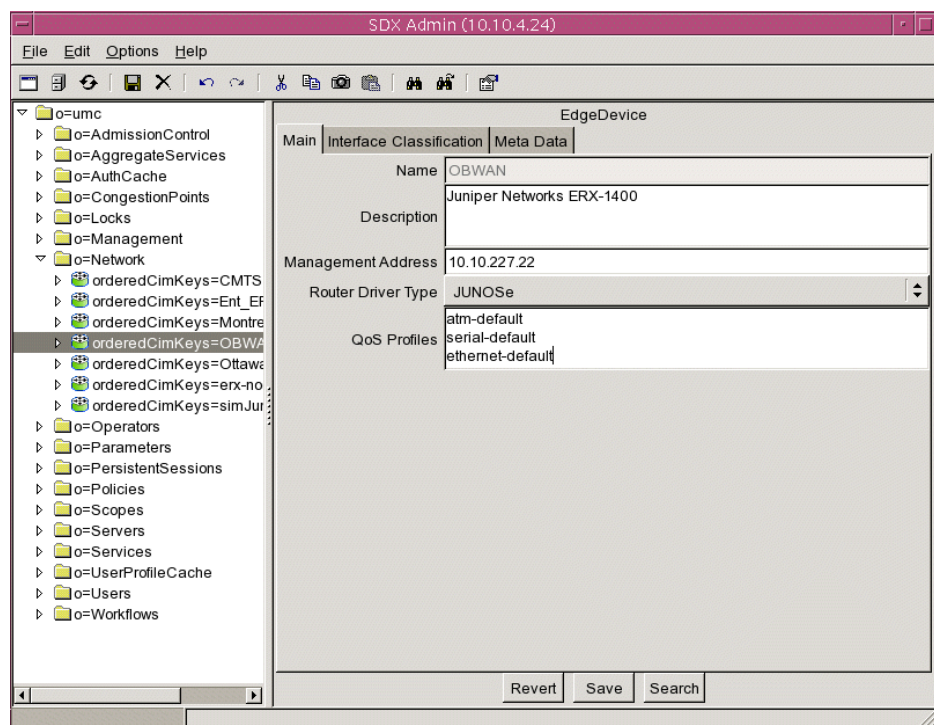 SDX Admin (10.10.4.24)
File Edit Options Help
o=umc
o=AdmissionControl
o=AggregateServices
o=AuthCache
o=CongestionPoints
o=Locks
o=Management
o=Network
orderedCimKeys=CMTS
orderedCimKeys=Ent_EF
orderedCimKeys=Montre
orderedCimKeys=OBWA
orderedCimKeys=Ottawa
orderedCimKeys=erx-no
orderedCimKeys=simJur
o=Operators
o=Parameters
o=PersistentSessions
o=Policies
o=Scopes
o=Servers
o=Services
o=UserProfileCache
o=Users
o=Workflows
EdgeDevice
Main Interface Classification Meta Data
Name OBWAN
Description Juniper Networks ERX-1400
Management Address 10.10.227.22
Router Driver Type JUNOSe
QoS Profiles atm-default
serial-default
ethernet-default
Revert Save Search